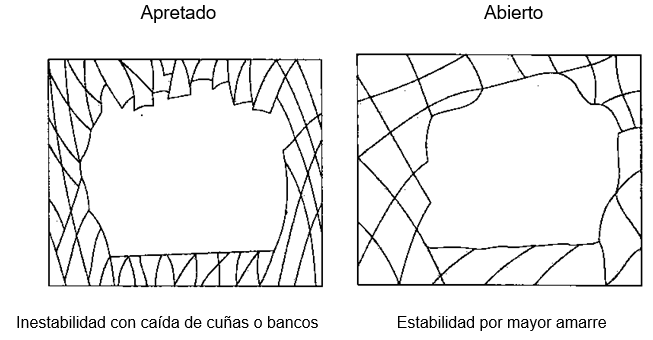 Apretado
Abierto
Inestabilidad con caída de cuñas o bancos
Estabilidad por mayor amarre